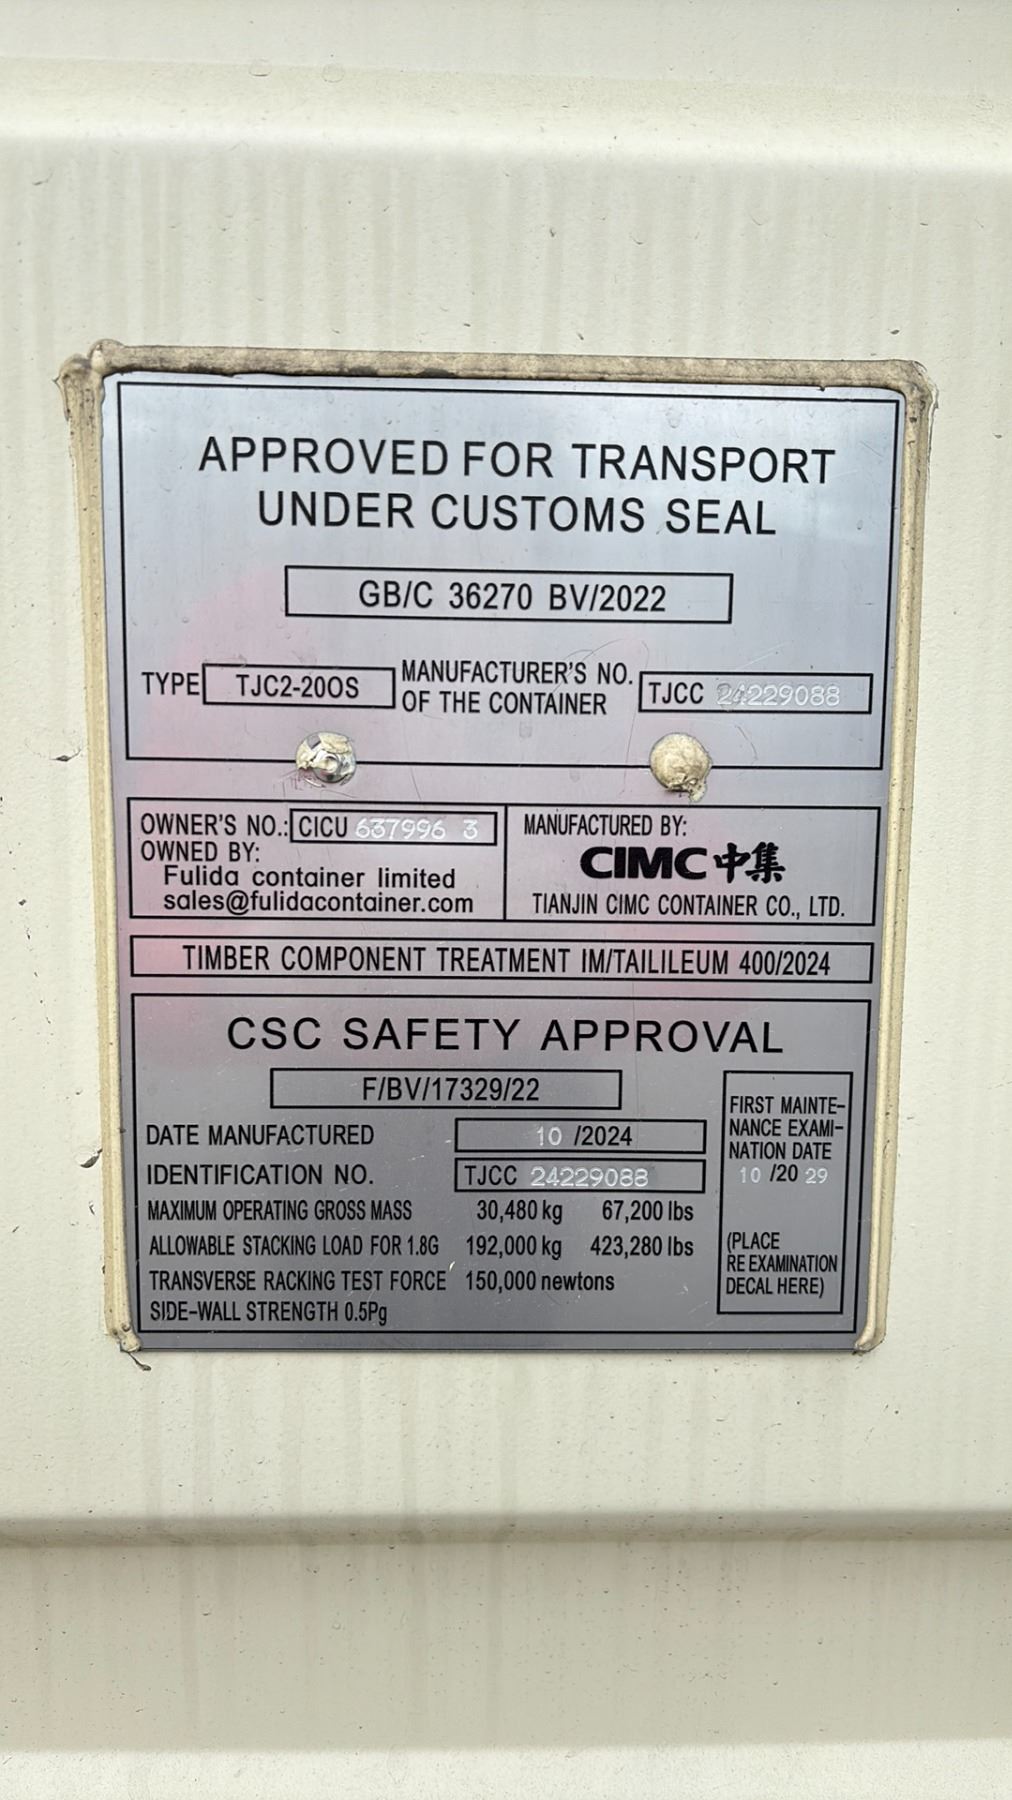 APPROVED FOR TRANSPORT
UNDER CUSTOMS SEAL
GB/C 36270 BV/2022
TYPE TJC2-20OS MANUFACTURER'S NO. OF THE CONTAINER TJCC 24229088
OWNER'S NO.: CICU 637996 3
OWNED BY:
Fulida container limited
sales@fulidacontainer.com
MANUFACTURED BY:
CIMC中集
TIANJIN CIMC CONTAINER CO., LTD.
TIMBER COMPONENT TREATMENT IM/TAILILEUM 400/2024
CSC SAFETY APPROVAL
F/BV/17329/22
DATE MANUFACTURED 10 /2024
IDENTIFICATION NO. TJCC 24229088
MAXIMUM OPERATING GROSS MASS 30,480 kg 67,200 lbs
ALLOWABLE STACKING LOAD FOR 1.8G 192,000 kg 423,280 lbs
TRANSVERSE RACKING TEST FORCE 150,000 newtons
SIDE-WALL STRENGTH 0.5Pg
FIRST MAINTE-
NANCE EXAMI-
NATION DATE
10 /20 29
(PLACE
RE EXAMINATION
DECAL HERE)